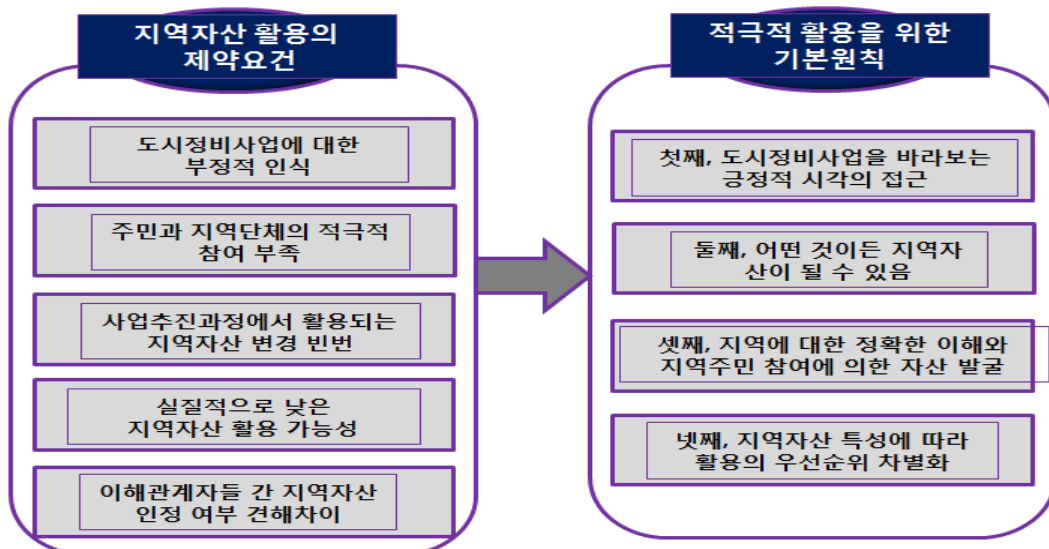 지역자산 활용의
제약요건
도시정비사업에 대한
부정적 인식
주민과 지역단체의 적극적
참여 부족
사업추진과정에서 활용되는
지역자산 변경 빈번
실질적으로 낮은
지역자산 활용 가능성
이해관계자들 간 지역자산
인정 여부 견해차이
적극적 활용을 위한
기본원칙
첫째, 도시정비사업을 바라보는
긍정적 시각의 접근
둘째, 어떤 것이든 지역자
산이 될 수 있음
셋째, 지역에 대한 정확한 이해와
지역주민 참여에 의한 자산 발굴
넷째, 지역자산 특성에 따라
활용의 우선순위 차별화